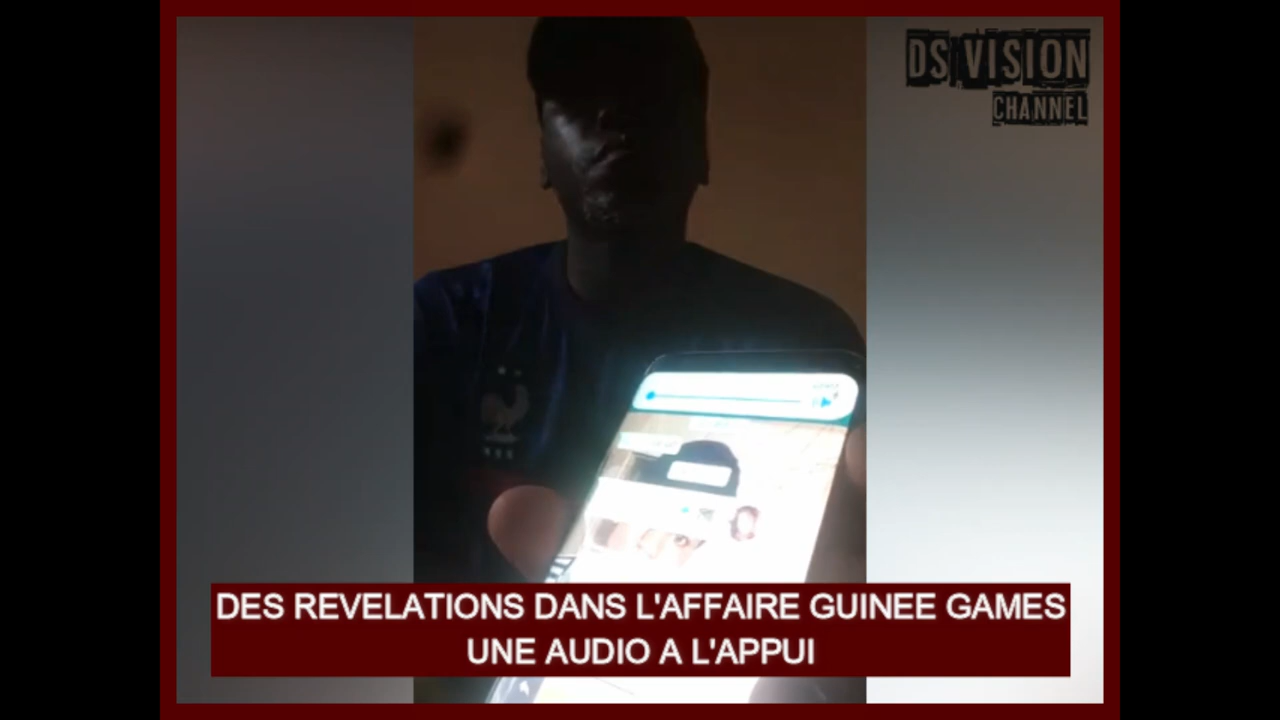 DS VISION
CHANNEL
DES REVELATIONS DANS L'AFFAIRE GUINEE GAMES
UNE AUDIO A L'APPUI